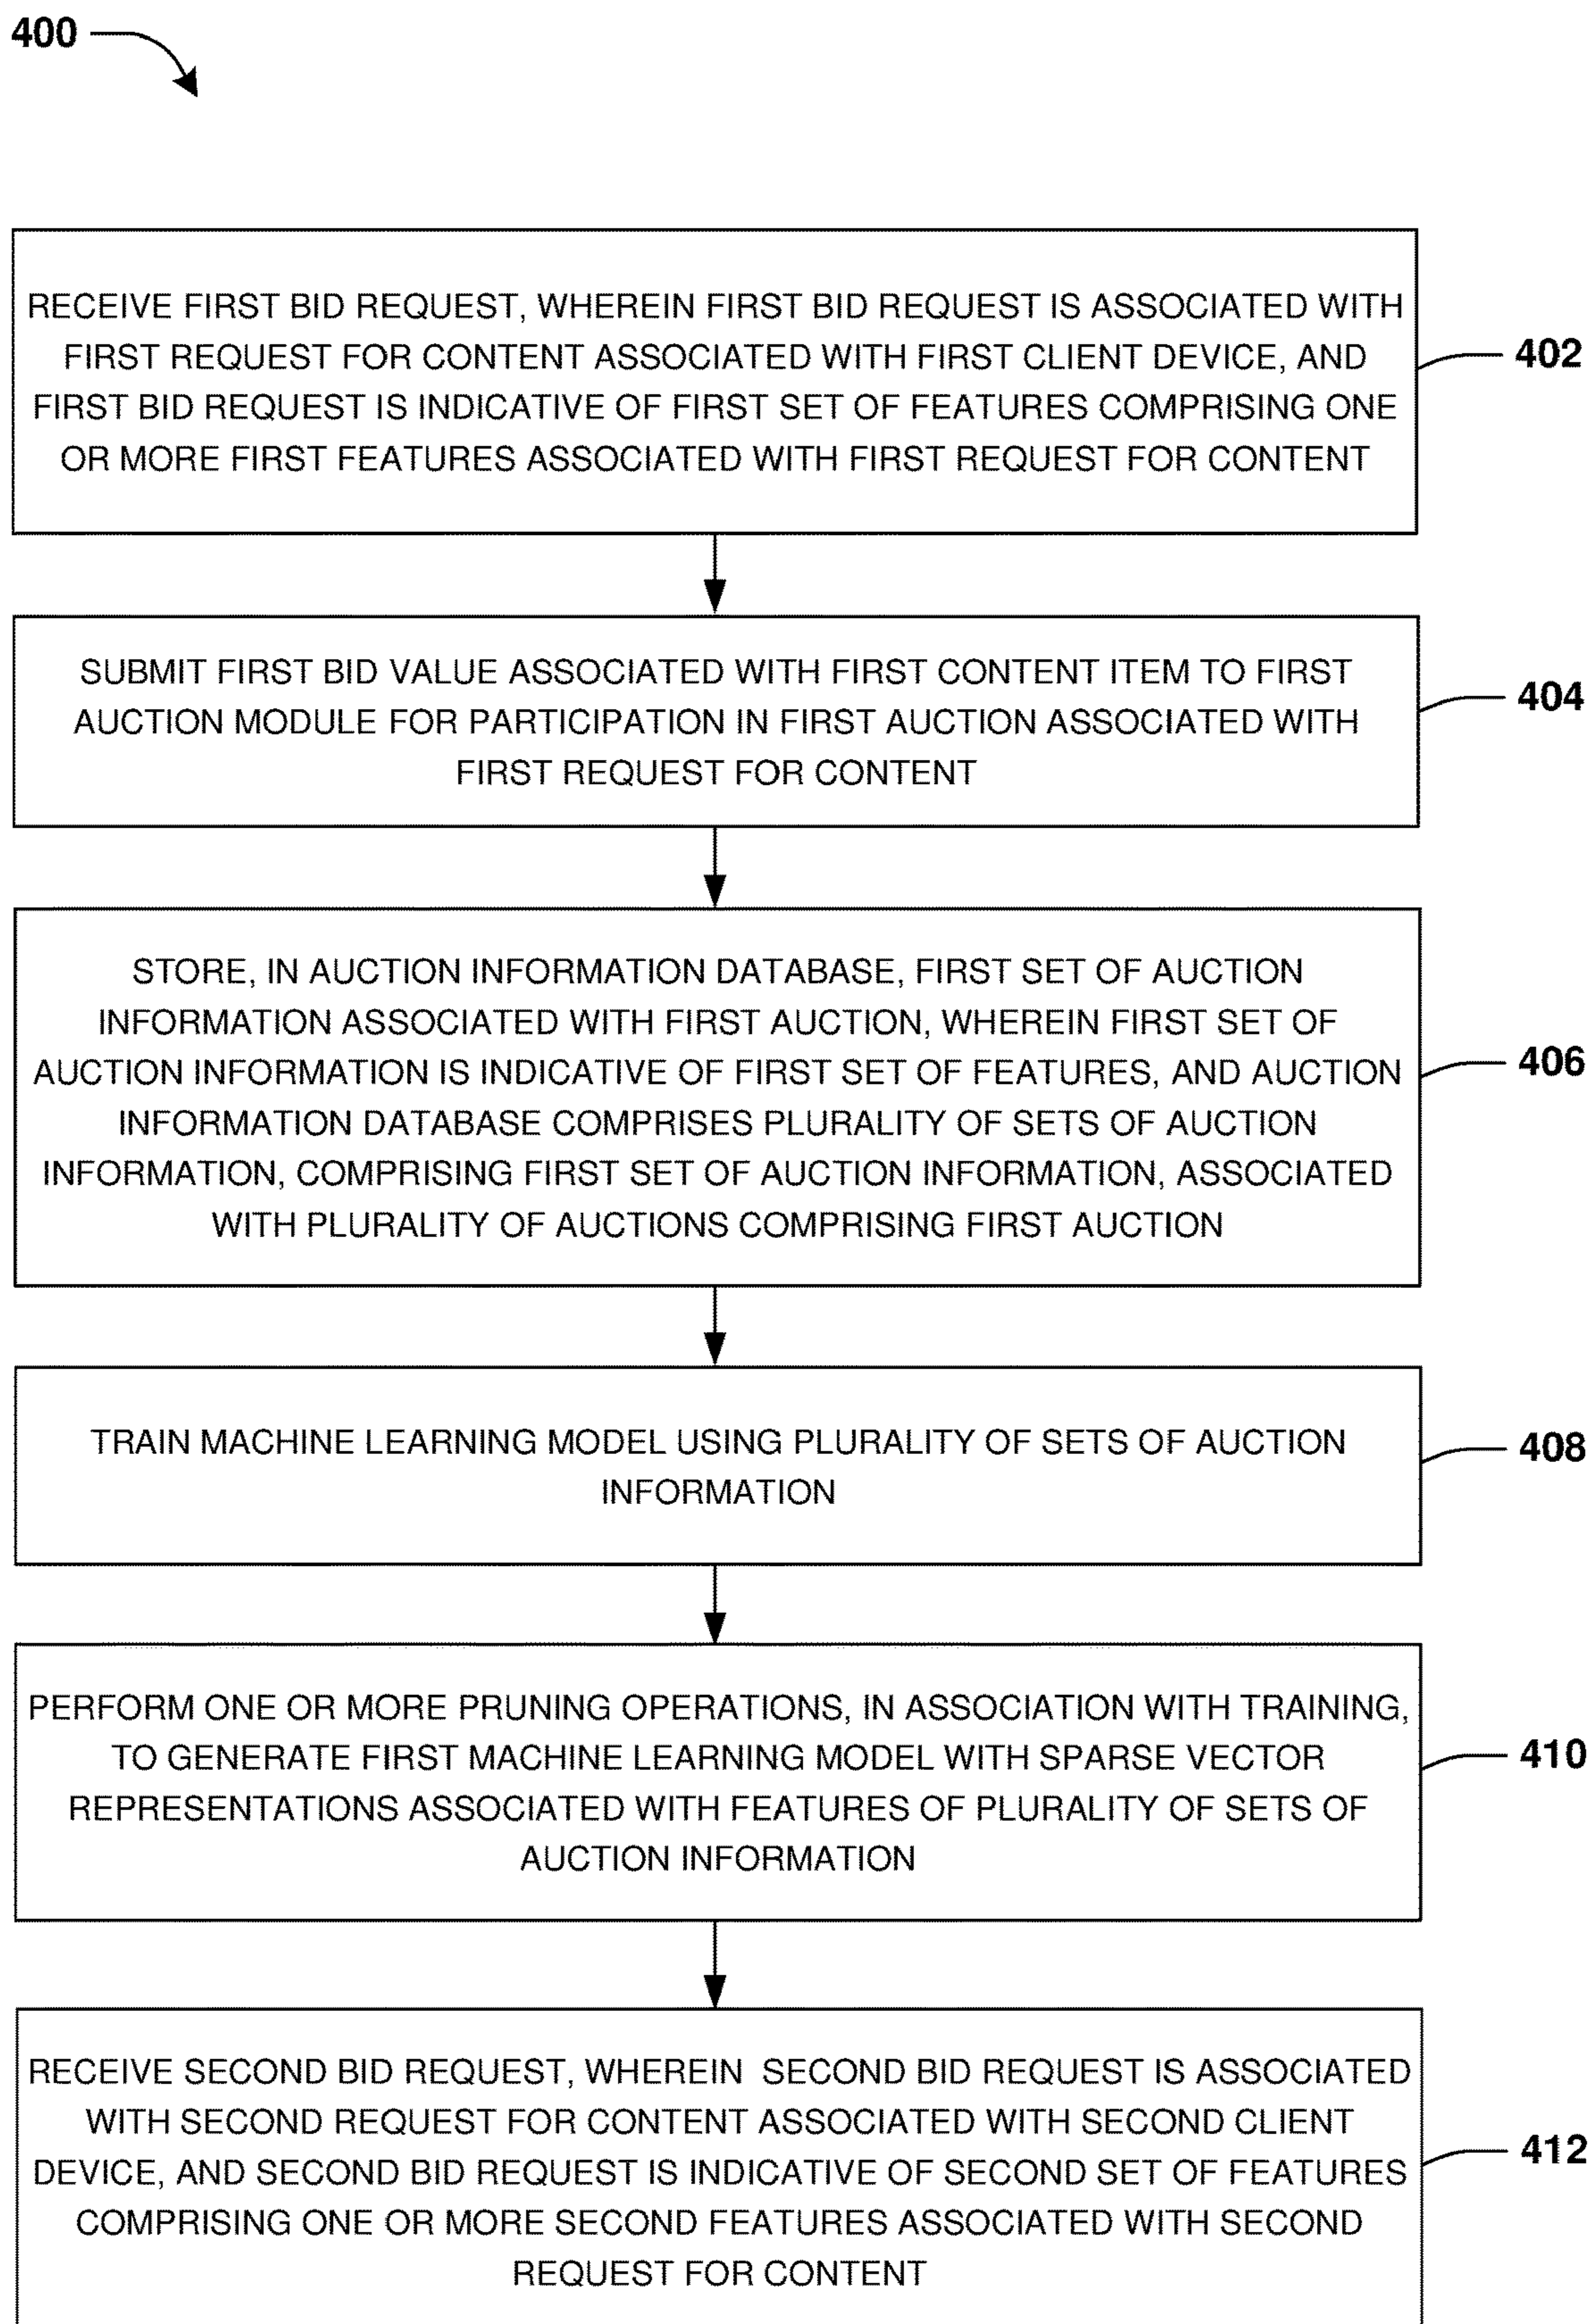 400
RECEIVE FIRST BID REQUEST, WHEREIN FIRST BID REQUEST IS ASSOCIATED WITH
FIRST REQUEST FOR CONTENT ASSOCIATED WITH FIRST CLIENT DEVICE, AND
FIRST BID REQUEST IS INDICATIVE OF FIRST SET OF FEATURES COMPRISING ONE
OR MORE FIRST FEATURES ASSOCIATED WITH FIRST REQUEST FOR CONTENT
402
SUBMIT FIRST BID VALUE ASSOCIATED WITH FIRST CONTENT ITEM TO FIRST
AUCTION MODULE FOR PARTICIPATION IN FIRST AUCTION ASSOCIATED WITH
FIRST REQUEST FOR CONTENT
404
STORE, IN AUCTION INFORMATION DATABASE, FIRST SET OF AUCTION
INFORMATION ASSOCIATED WITH FIRST AUCTION, WHEREIN FIRST SET OF
AUCTION INFORMATION IS INDICATIVE OF FIRST SET OF FEATURES, AND AUCTION
INFORMATION DATABASE COMPRISES PLURALITY OF SETS OF AUCTION
INFORMATION, COMPRISING FIRST SET OF AUCTION INFORMATION, ASSOCIATED
WITH PLURALITY OF AUCTIONS COMPRISING FIRST AUCTION
406
TRAIN MACHINE LEARNING MODEL USING PLURALITY OF SETS OF AUCTION
INFORMATION
408
PERFORM ONE OR MORE PRUNING OPERATIONS, IN ASSOCIATION WITH TRAINING,
TO GENERATE FIRST MACHINE LEARNING MODEL WITH SPARSE VECTOR
REPRESENTATIONS ASSOCIATED WITH FEATURES OF PLURALITY OF SETS OF
AUCTION INFORMATION
410
RECEIVE SECOND BID REQUEST, WHEREIN SECOND BID REQUEST IS ASSOCIATED
WITH SECOND REQUEST FOR CONTENT ASSOCIATED WITH SECOND CLIENT
DEVICE, AND SECOND BID REQUEST IS INDICATIVE OF SECOND SET OF FEATURES
COMPRISING ONE OR MORE SECOND FEATURES ASSOCIATED WITH SECOND
REQUEST FOR CONTENT
412